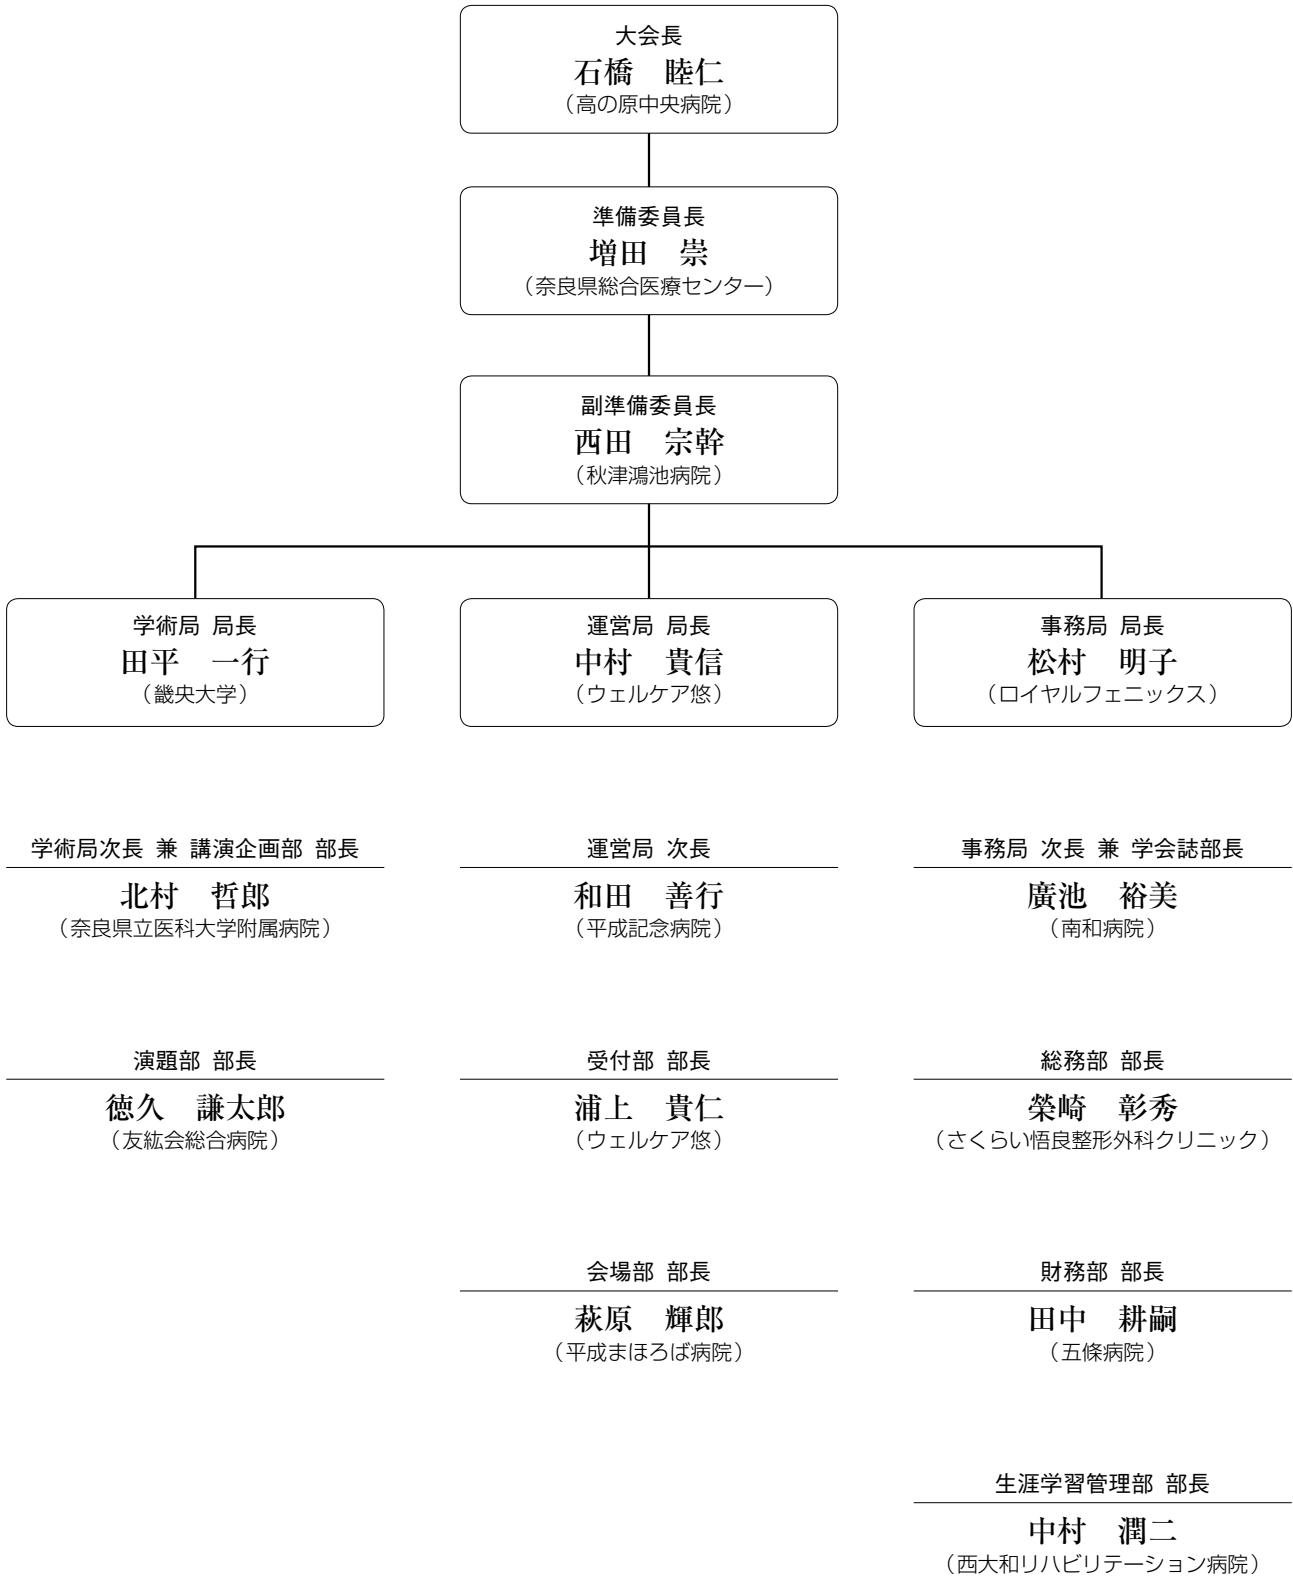 大会長
石橋　睦仁
（高の原中央病院）
準備委員長
増田　崇
（奈良県総合医療センター）
副準備委員長
西田　宗幹
（秋津鴻池病院）
学術局 局長
田平　一行
（畿央大学）
運営局 局長
中村　貴信
（ウェルケア悠）
事務局 局長
松村　明子
（ロイヤルフェニックス）
学術局次長 兼 講演企画部 部長
北村　哲郎
（奈良県立医科大学附属病院）
運営局 次長
和田　善行
（平成記念病院）
事務局 次長 兼 学会誌部長
廣池　裕美
（南和病院）
演題部 部長
徳久　謙太郎
（友紘会総合病院）
受付部 部長
浦上　貴仁
（ウェルケア悠）
総務部 部長
榮崎　彰秀
（さくらい悟良整形外科クリニック）
会場部 部長
萩原　輝郎
（平成まほろば病院）
財務部 部長
田中　耕嗣
（五條病院）
生涯学習管理部 部長
中村　潤二
（西大和リハビリテーション病院）